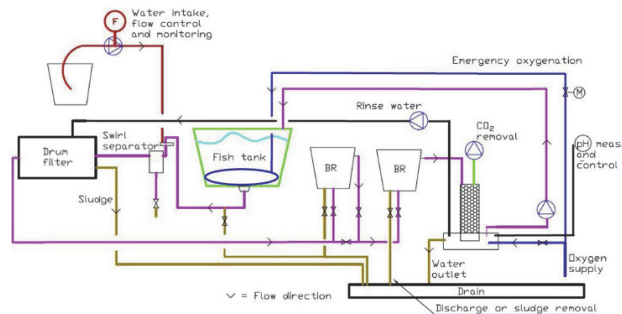 F
Water intake,
flow control
and monitoring
Emergency oxygenation
M
Rinse water
CO2
removal
pH meas
and
control
Swirl
separator
Drum
filter
Fish tank
BR
BR
Sludge
Water
outlet
Oxygen
supply
Drain
V = Flow direction
Discharge or sludge removal